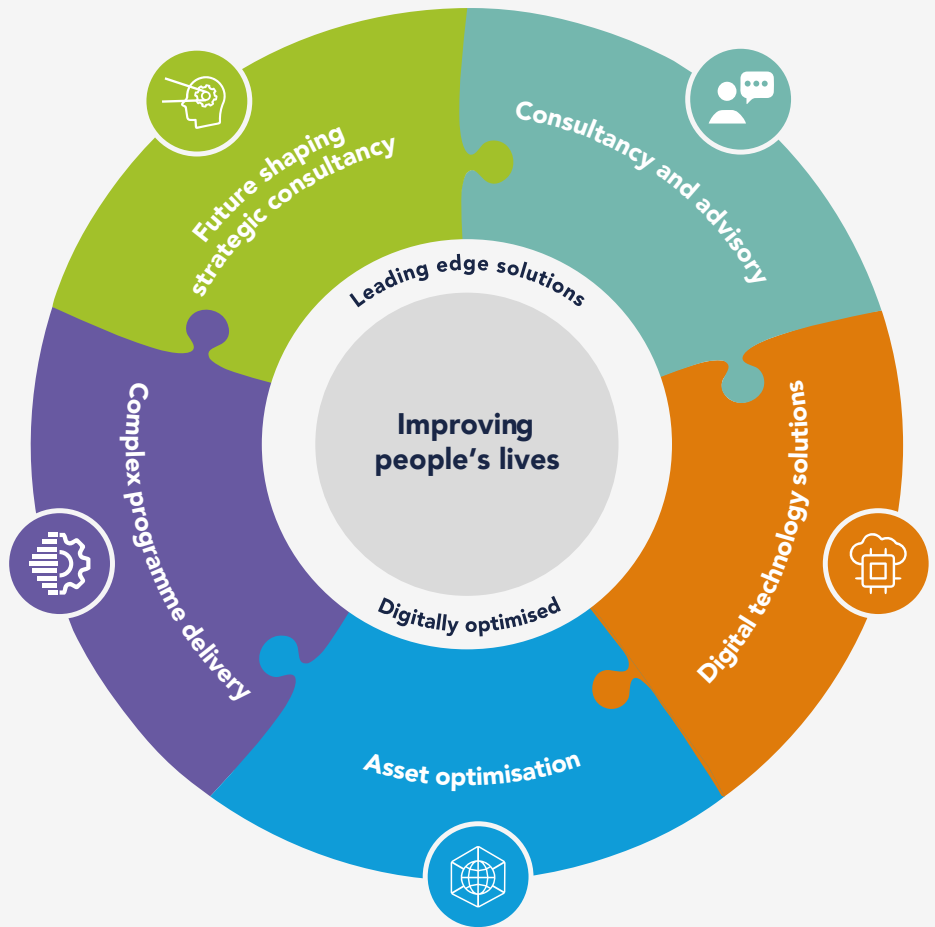 Future shaping
strategic consultancy
Consultancy and advisory
Leading edge solutions
Improving
people’s lives
Digitally optimised
Complex programme delivery
Digital technology solutions
Asset optimisation